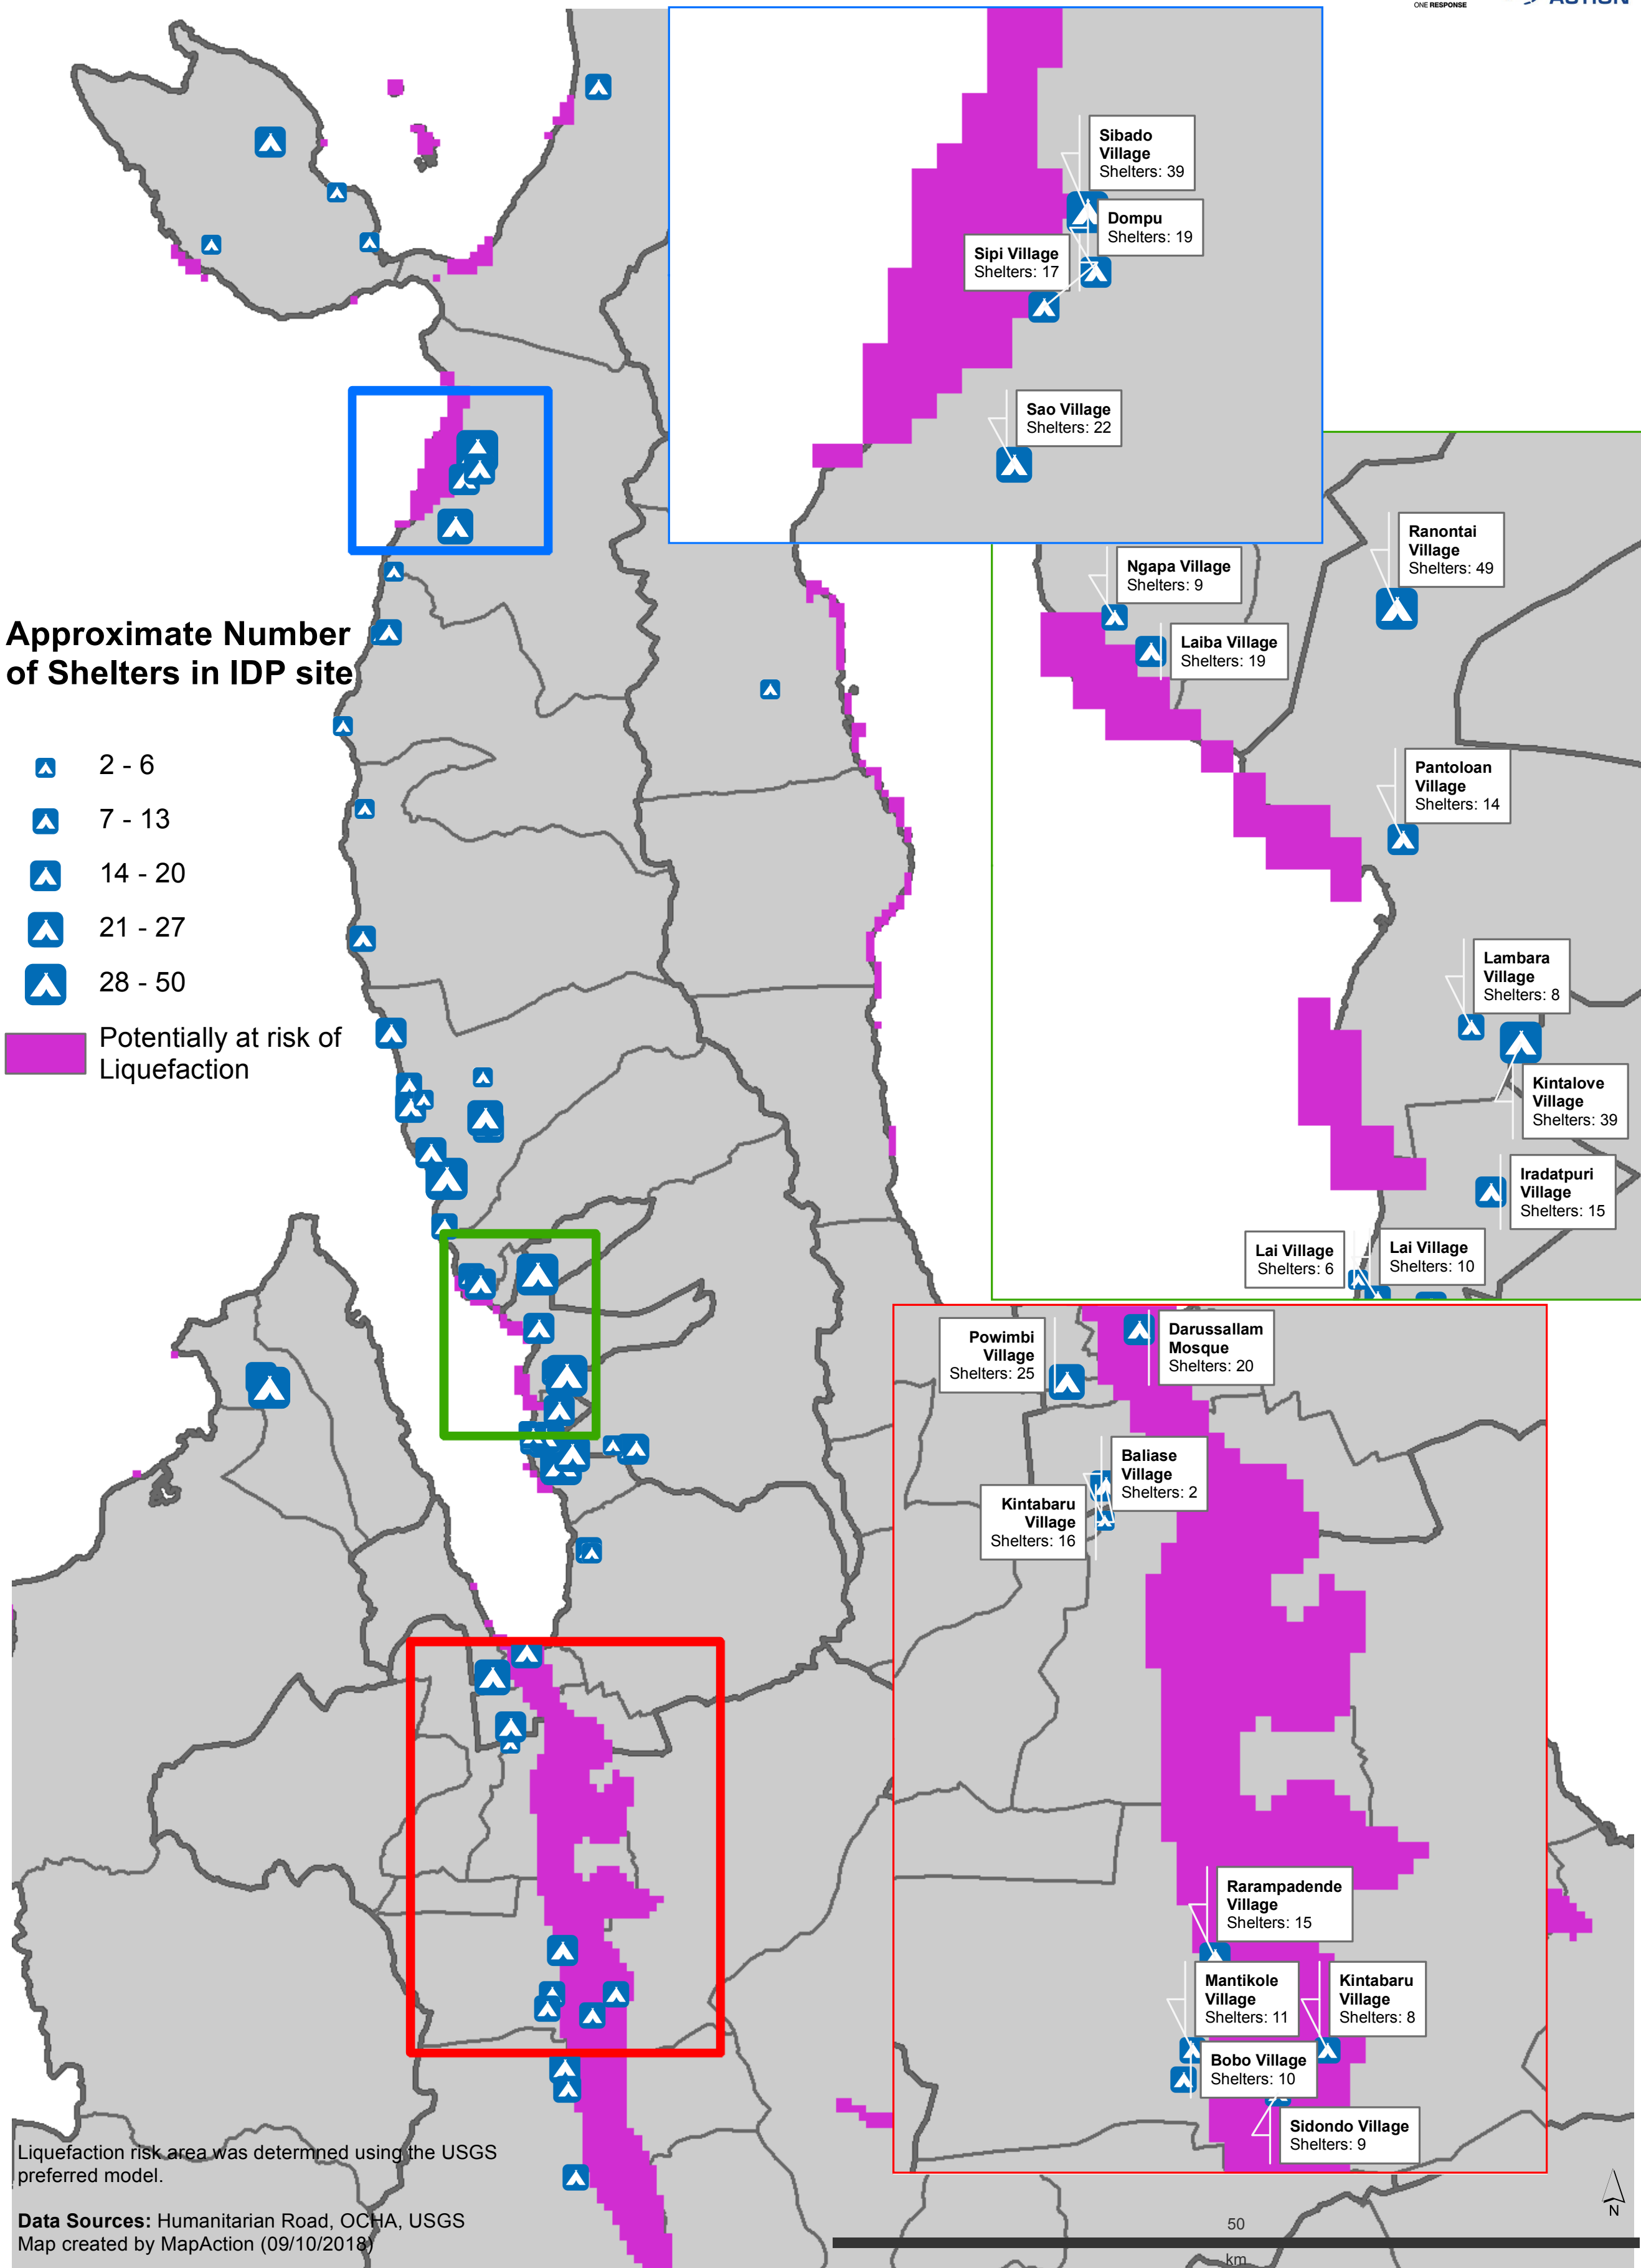 ONE RESPONSE
ACTION
Sibado
Village
Shelters: 39
Dompu
Shelters: 19
Sipi Village
Shelters: 17
Sao Village
Shelters: 22
Ngapa Village
Shelters: 9
Laiba Village
Shelters: 19
Ranontai
Village
Shelters: 49
Pantoloan
Village
Shelters: 14
Lambara
Village
Shelters: 8
Kintalove
Village
Shelters: 39
Iradatpuri
Village
Shelters: 15
Lai Village
Shelters: 6
Lai Village
Shelters: 10
Approximate Number
of Shelters in IDP site
2 - 6
7 - 13
14 - 20
21 - 27
28 - 50
Potentially at risk of
Liquefaction
Powimbi
Village
Shelters: 25
Darussallam
Mosque
Shelters: 20
Baliase
Village
Shelters: 2
Kintabaru
Village
Shelters: 16
Rarampadende
Village
Shelters: 15
Mantikole
Village
Shelters: 11
Kintabaru
Village
Shelters: 8
Bobo Village
Shelters: 10
Sidondo Village
Shelters: 9
Liquefaction risk area was determned using the USGS
preferred model.
Data Sources: Humanitarian Road, OCHA, USGS
Map created by MapAction (09/10/2018)
N
50
km